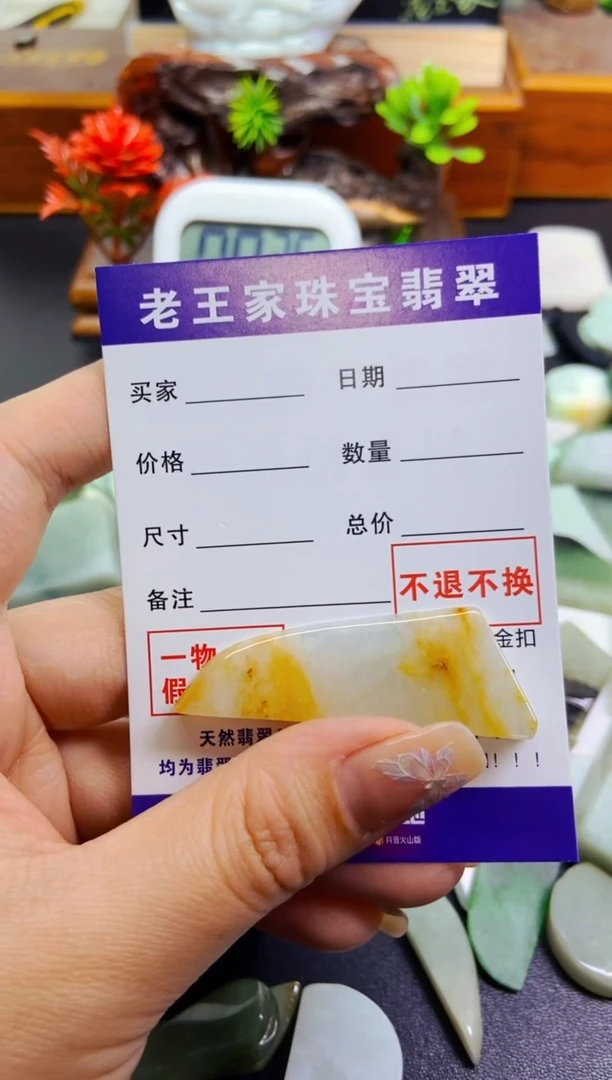 老王家珠宝翡翠
买家 日期
价格 数量
尺寸 总价
备注 不退不换
一物 金扣
假
天然翡翠
均为翡翠 ！！！
抖音火山版